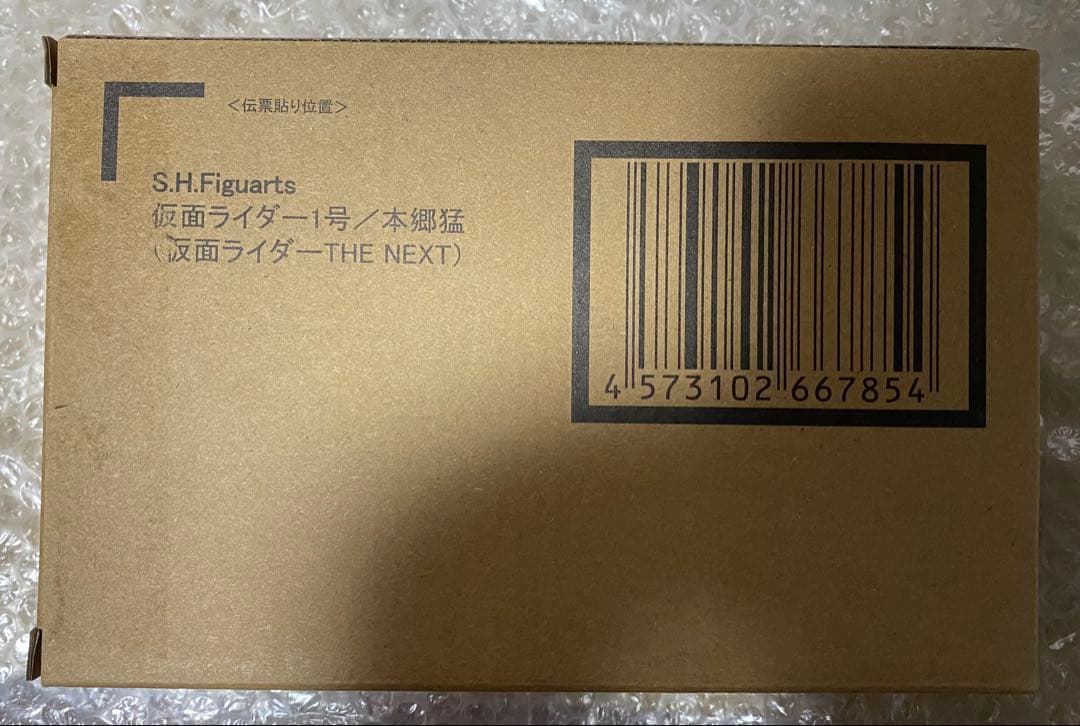 <伝票貼り位置>
S.H.Figuarts
仮面ライダー1号／本郷猛
(仮面ライダーTHE NEXT)
4 573102 667854